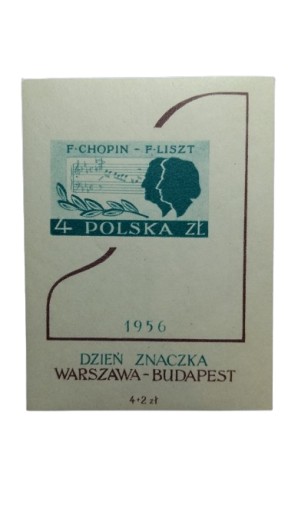 F·CHOPIN – F·LISZT
4 POLSKA ZŁ
1956
DZIEŃ ZNACZKA
WARSZAWA–BUDAPEST
4+2 zł